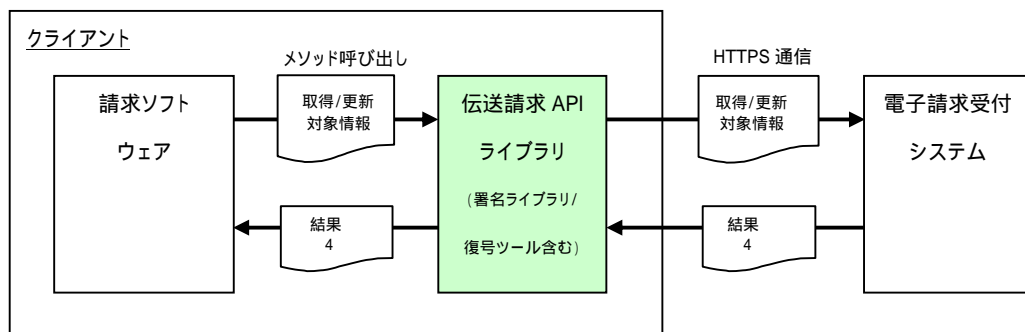 クライアント
メソッド呼び出し
HTTPS 通信
請求ソフト
ウェア
取得/更新
対象情報
伝送請求 API
ライブラリ
(署名ライブラリ/
復号ツール含む)
取得/更新
対象情報
電子請求受付
システム
結果
4
結果
4